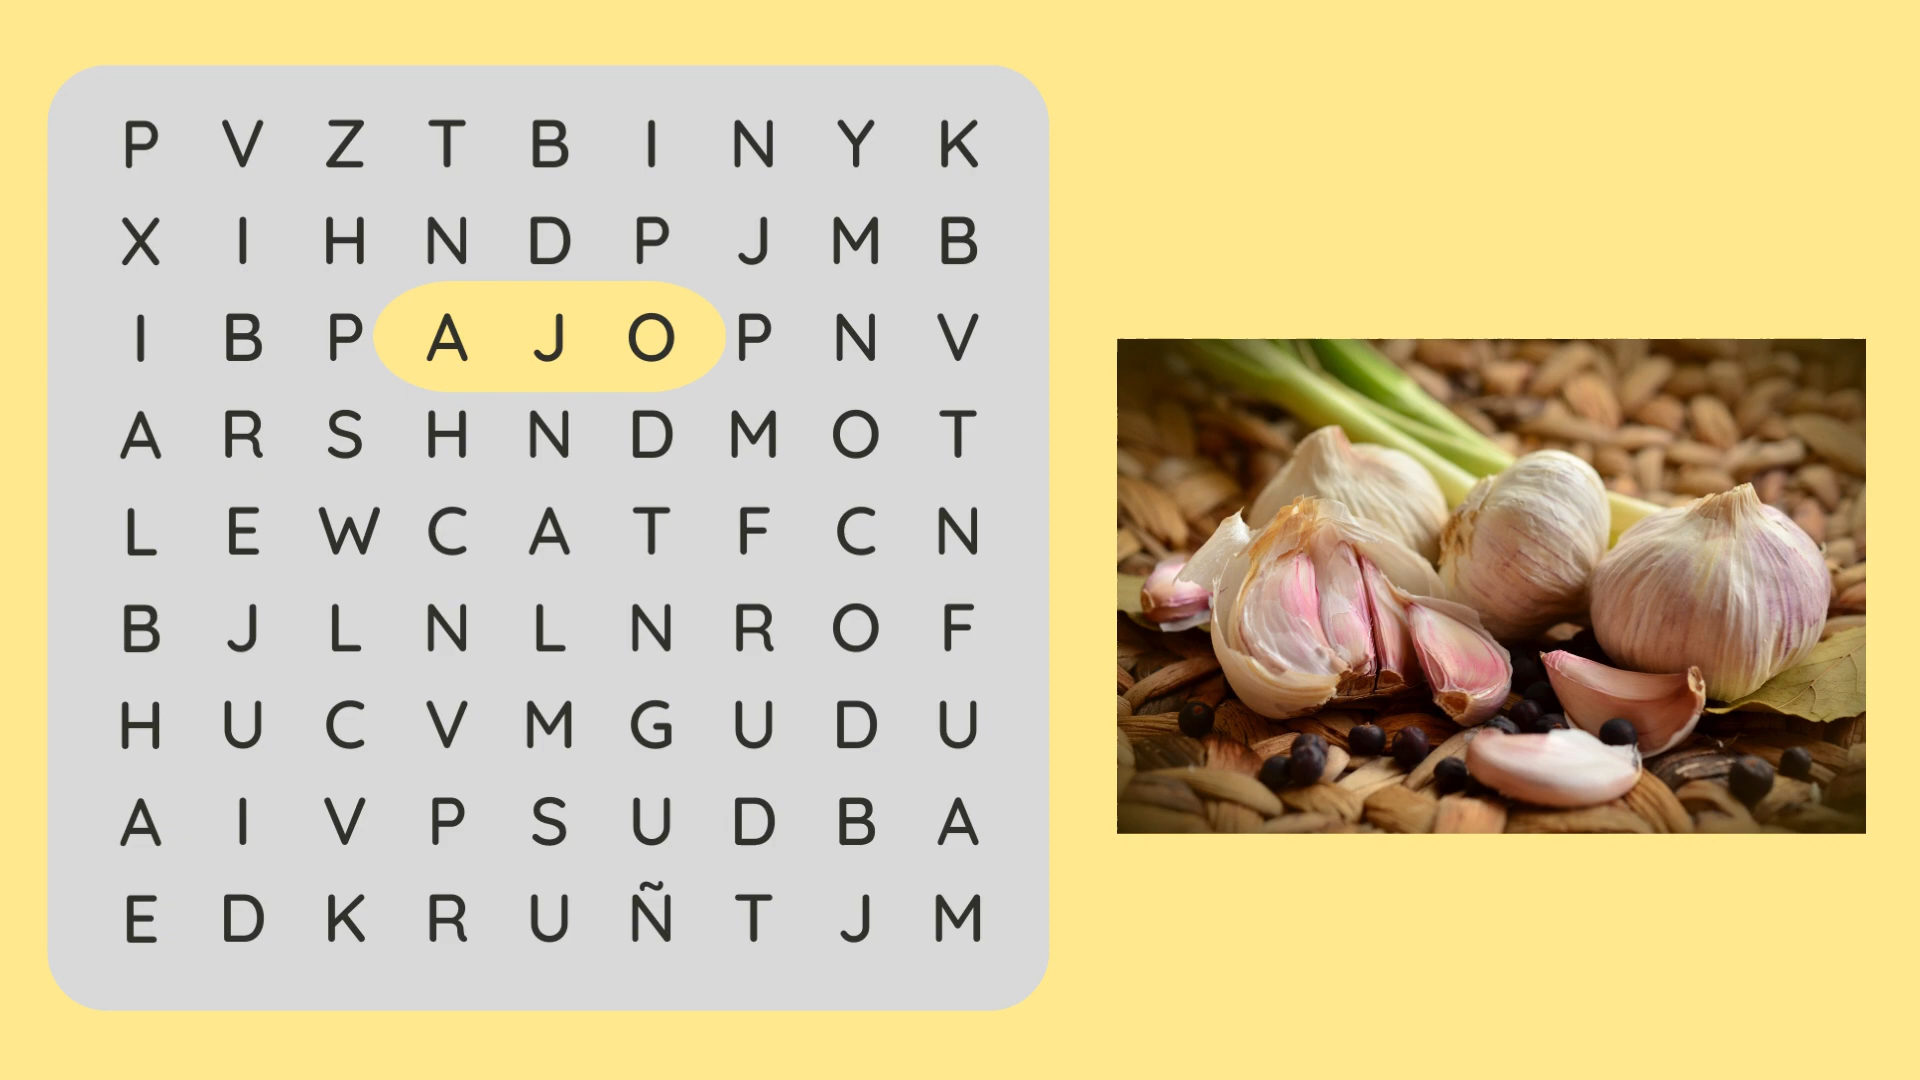 P V Z T B I N Y K
X I H N D P J M B
I B P A J O P N V
A R S H N D M O T
L E W C A T F C N
B J L N L N R O F
H U C V M G U D U
A I V P S U D B A
E D K R U Ñ T J M